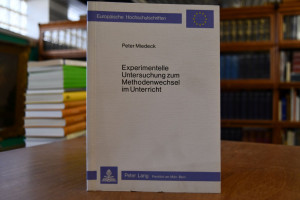 Europäische Hochschulschriften
Peter Miedeck
Experimentelle
Untersuchung zum
Methodenwechsel
im Unterricht
Peter Lang